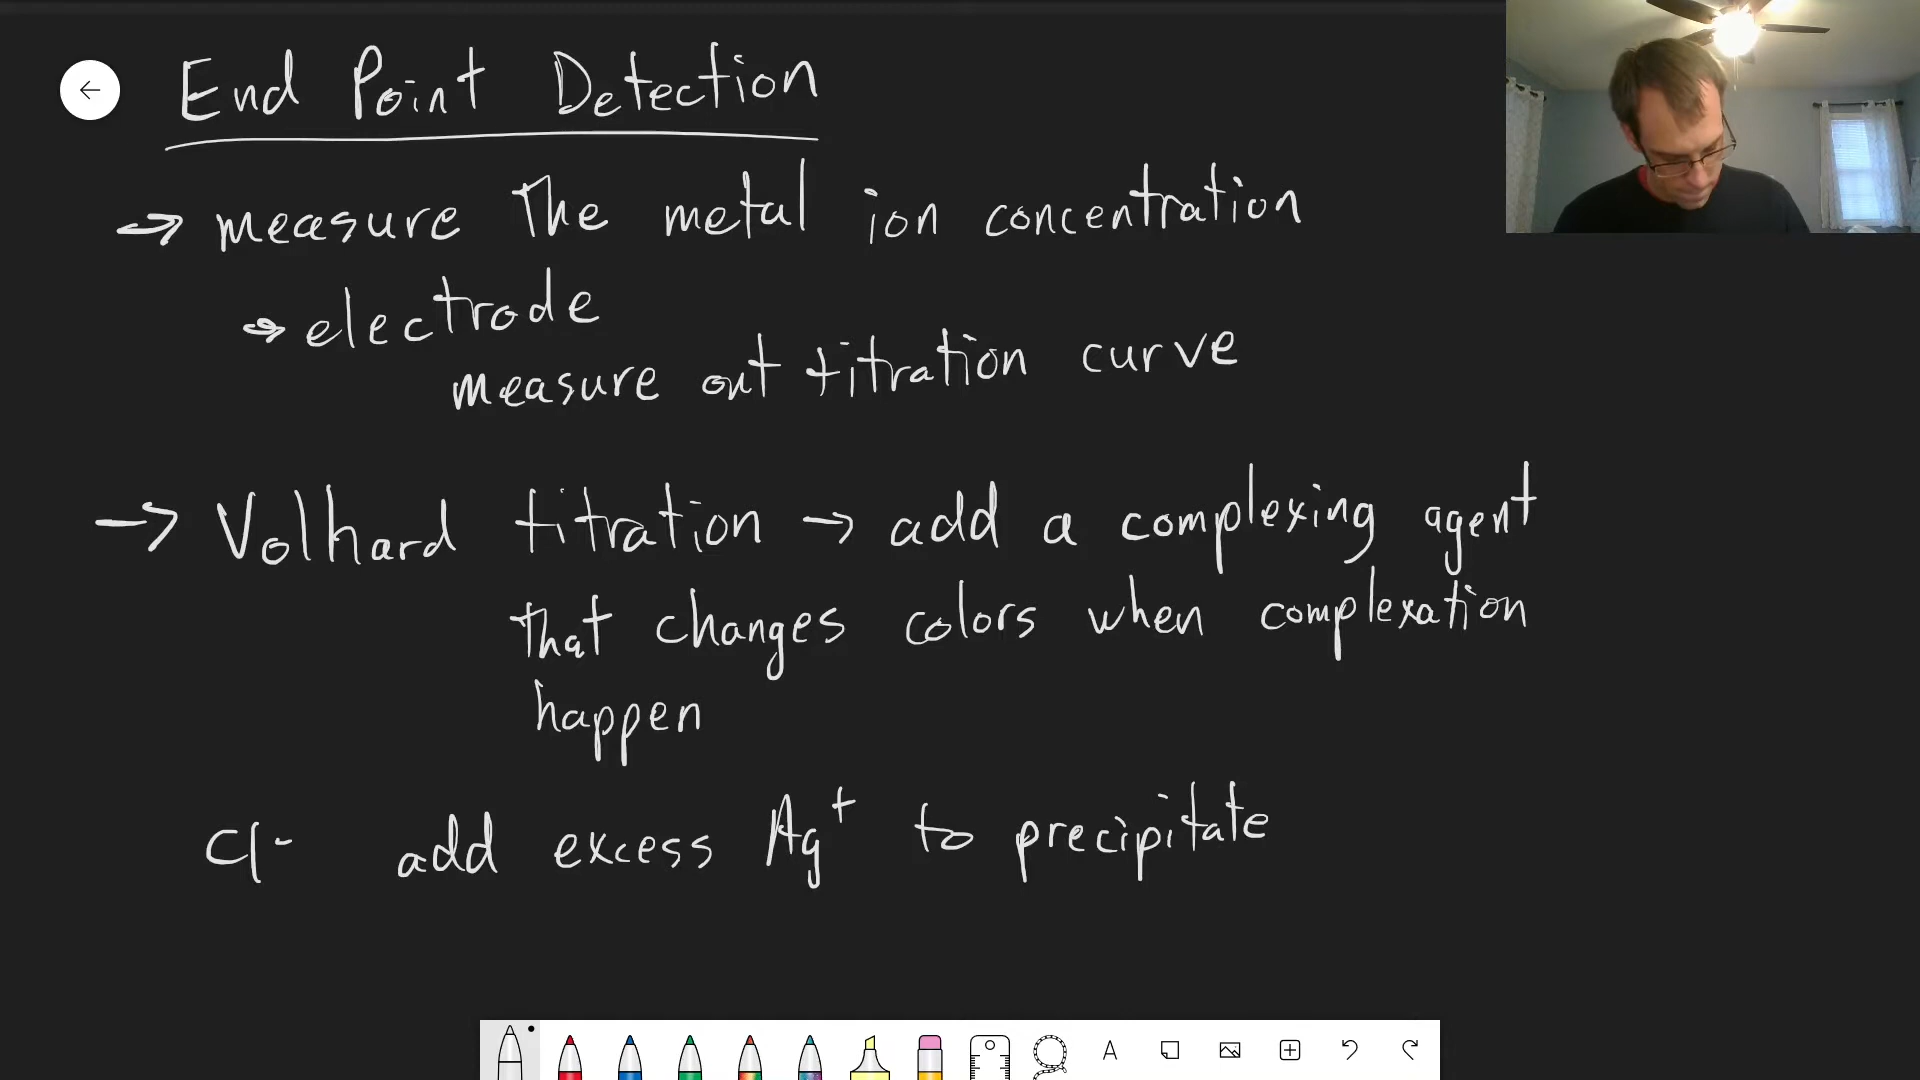 End Point Detection
→ measure the metal ion concentration
→ electrode
measure out titration curve
→ Volhard titration → add a complexing agent
that changes colors when complexation
happen
Cl- add excess Ag+ to precipitate
A